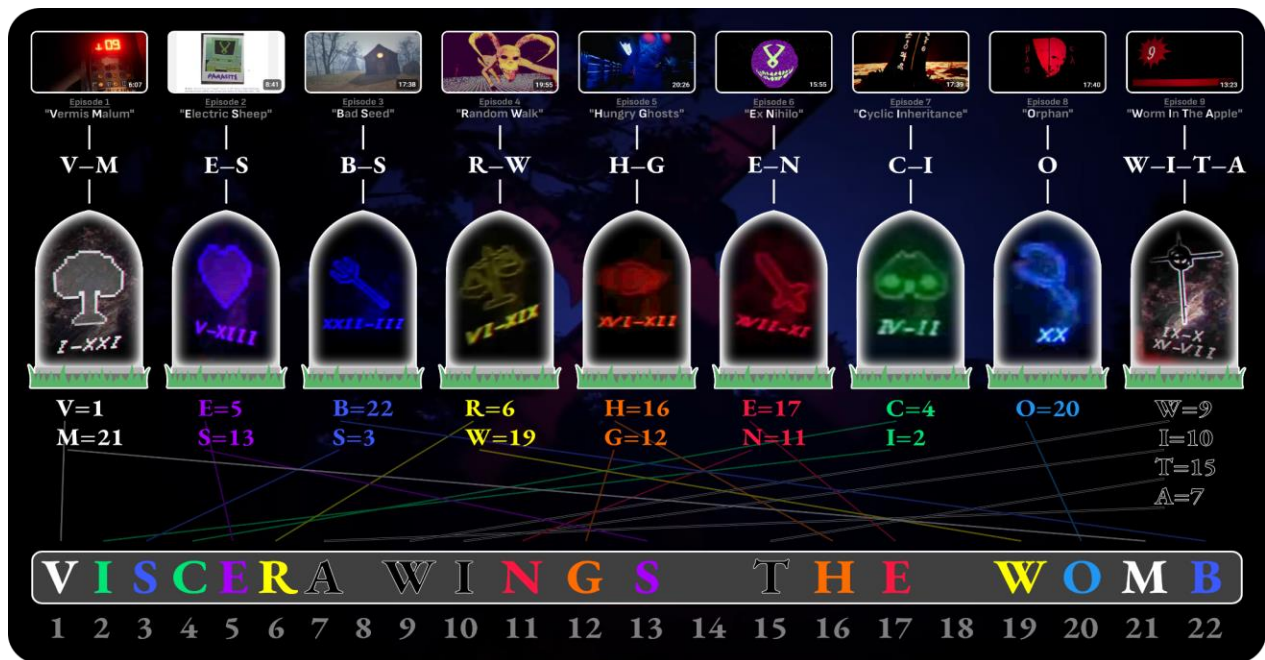 109
6:07
PARASITE
5:41
17:38
19:55
20:26
15:55
17:39
17:40
9
13:23
Episode 1 Episode 2 Episode 3 Episode 4 Episode 5 Episode 6 Episode 7 Episode 8 Episode 9
"Vermis Malum" "Electric Sheep" "Bad Seed" "Random Walk" "Hungry Ghosts" "Ex Nihilo" "Cyclic Inheritance" "Orphan" "Worm In The Apple"
V–M E–S B–S R–W H–G E–N C–I O W–I–T–A
I-XXI V-XIII XXII-III VI-XIX XVI-XII XVII-XI IV-II XX IX-X
XV-VII
V=1 E=5 B=22 R=6 H=16 E=17 C=4 O=20 W=9
M=21 S=13 S=3 W=19 G=12 N=11 I=2 I=10
T=15
A=7
VISCERA WINGS THE WOMB
1 2 3 4 5 6 7 8 9 10 11 12 13 14 15 16 17 18 19 20 21 22